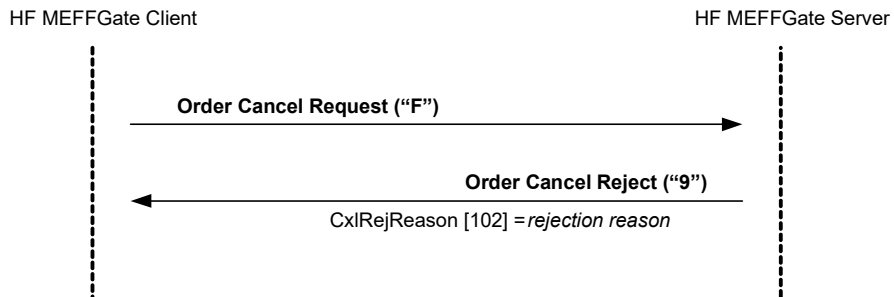 HF MEFFGate Client
HF MEFFGate Server
Order Cancel Request (“F”)
Order Cancel Reject (“9”)
CxlRejReason [102] = rejection reason